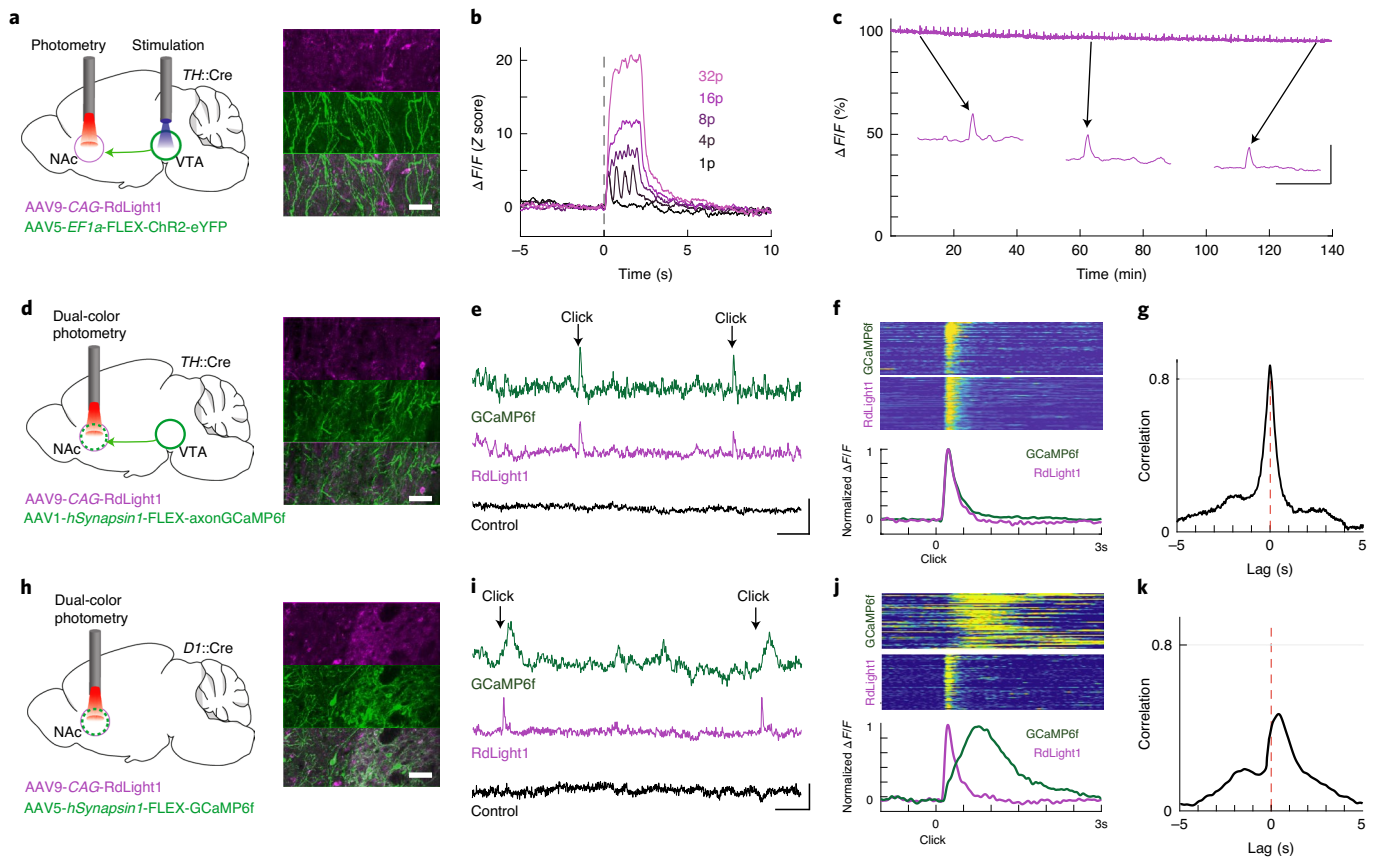 a
Photometry
Stimulation
TH::Cre
NAc
VTA
AAV9-CAG-RdLight1
AAV5-EF1a-FLEX-ChR2-eYFP
b
ΔF/F (Z score)
20
10
0
32p
16p
8p
4p
1p
−5
0
5
10
Time (s)
c
ΔF/F (%)
100
50
0
20
40
60
80
100
120
140
Time (min)
d
Dual-color
photometry
TH::Cre
NAc
VTA
AAV9-CAG-RdLight1
AAV1-hSynapsin1-FLEX-axonGCaMP6f
e
Click
Click
GCaMP6f
RdLight1
Control
f
GCaMP6f
RdLight1
Normalized ΔF/F
1
0
GCaMP6f
RdLight1
0
3s
Click
g
Correlation
0.8
0
−5
0
5
Lag (s)
h
Dual-color
photometry
D1::Cre
NAc
AAV9-CAG-RdLight1
AAV5-hSynapsin1-FLEX-GCaMP6f
i
Click
Click
GCaMP6f
RdLight1
Control
j
GCaMP6f
RdLight1
Normalized ΔF/F
1
0
GCaMP6f
RdLight1
0
3s
Click
k
Correlation
0.8
0
−5
0
5
Lag (s)